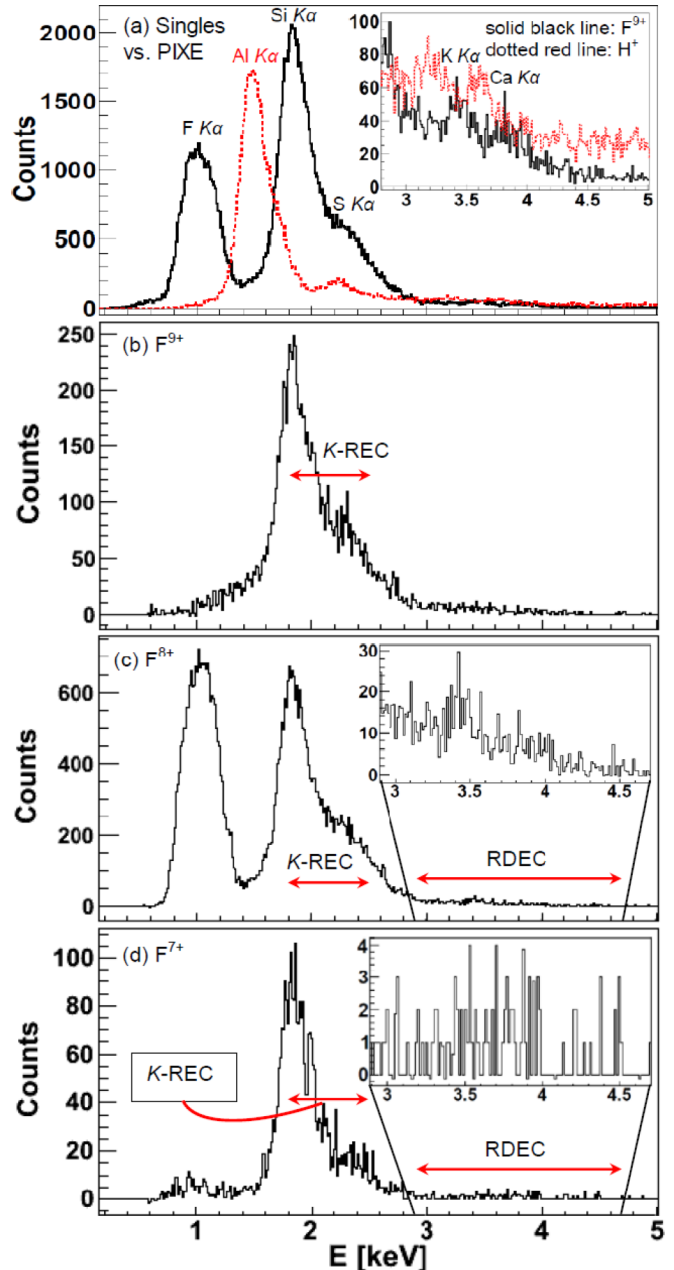 (a) Singles
vs. PIXE
Si Kα
Al Kα
F Kα
S Kα
solid black line: F⁹⁺
dotted red line: H⁺
K Kα
Ca Kα
100
80
60
40
20
0
3 3.5 4 4.5 5
2000
1500
1000
500
0
Counts
(b) F⁹⁺
K-REC
250
200
150
100
50
0
Counts
(c) F⁸⁺
K-REC
RDEC
30
20
10
0
3 3.5 4 4.5
600
400
200
0
Counts
(d) F⁷⁺
K-REC
RDEC
4
3
2
1
0
3 3.5 4 4.5
100
80
60
40
20
0
Counts
1 2 3 4 5
E [keV]